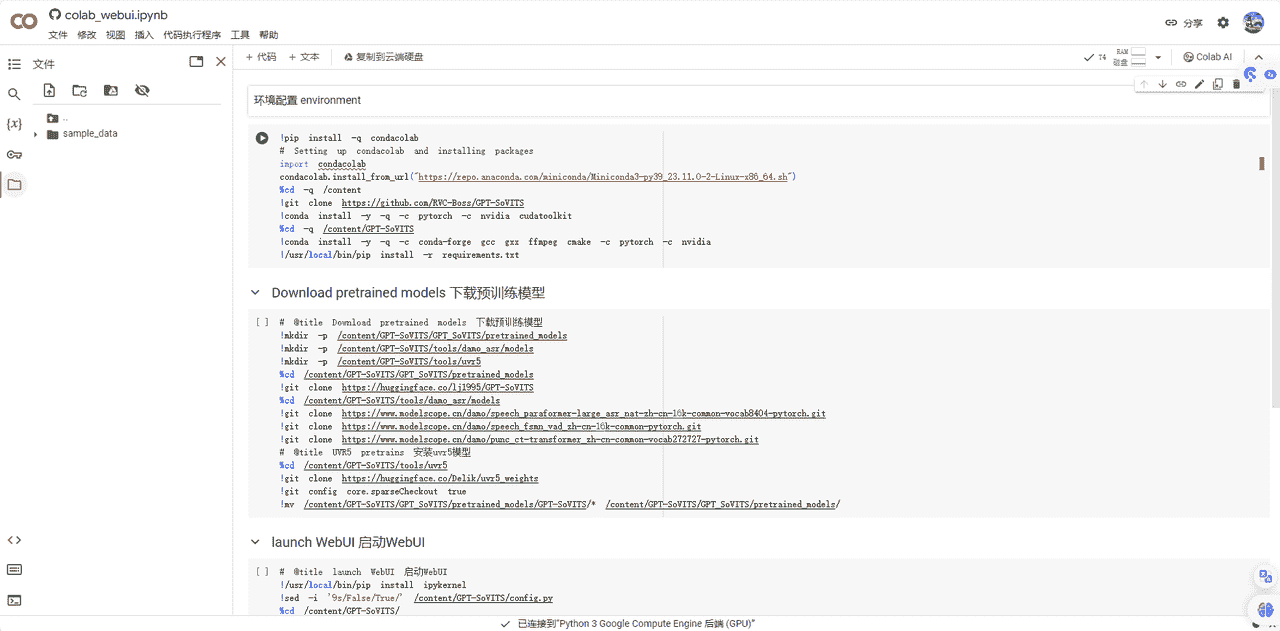 colab_webui.ipynb
文件 修改 视图 插入 代码执行程序 工具 帮助
分享
文件
+ 代码 + 文本 复制到云端硬盘
T4 RAM 磁盘
Colab AI
..
sample_data
环境配置 environment
!pip install -q condacolab
# Setting up condacolab and installing packages
import condacolab
condacolab.install_from_url("https://repo.anaconda.com/miniconda/Miniconda3-py39_23.11.0-2-Linux-x86_64.sh")
%cd -q /content
!git clone https://github.com/RVC-Boss/GPT-SoVITS
!conda install -y -q -c pytorch -c nvidia cudatoolkit
%cd -q /content/GPT-SoVITS
!conda install -y -q -c conda-forge gcc gxx ffmpeg cmake -c pytorch -c nvidia
!/usr/local/bin/pip install -r requirements.txt
Download pretrained models 下载预训练模型
[ ] # @title Download pretrained models 下载预训练模型
!mkdir -p /content/GPT-SoVITS/GPT_SoVITS/pretrained_models
!mkdir -p /content/GPT-SoVITS/tools/damo_asr/models
!mkdir -p /content/GPT-SoVITS/tools/uvr5
%cd /content/GPT-SoVITS/GPT_SoVITS/pretrained_models
!git clone https://huggingface.co/lj1995/GPT-SoVITS
%cd /content/GPT-SoVITS/tools/damo_asr/models
!git clone https://www.modelscope.cn/damo/speech_paraformer-large_asr_nat-zh-cn-16k-common-vocab8404-pytorch.git
!git clone https://www.modelscope.cn/damo/speech_fsmn_vad_zh-cn-16k-common-pytorch.git
!git clone https://www.modelscope.cn/damo/punc_ct-transformer_zh-cn-common-vocab272727-pytorch.git
# @title UVR5 pretrains 安装uvr5模型
%cd /content/GPT-SoVITS/tools/uvr5
!git clone https://huggingface.co/Delik/uvr5_weights
!git config core.sparseCheckout true
!mv /content/GPT-SoVITS/GPT_SoVITS/pretrained_models/GPT-SoVITS/* /content/GPT-SoVITS/GPT_SoVITS/pretrained_models/
launch WebUI 启动WebUI
[ ] # @title launch WebUI 启动WebUI
!/usr/local/bin/pip install ipykernel
!sed -i '9s/False/True/' /content/GPT-SoVITS/config.py
%cd /content/GPT-SoVITS/
已连接到"Python 3 Google Compute Engine 后端 (GPU)"